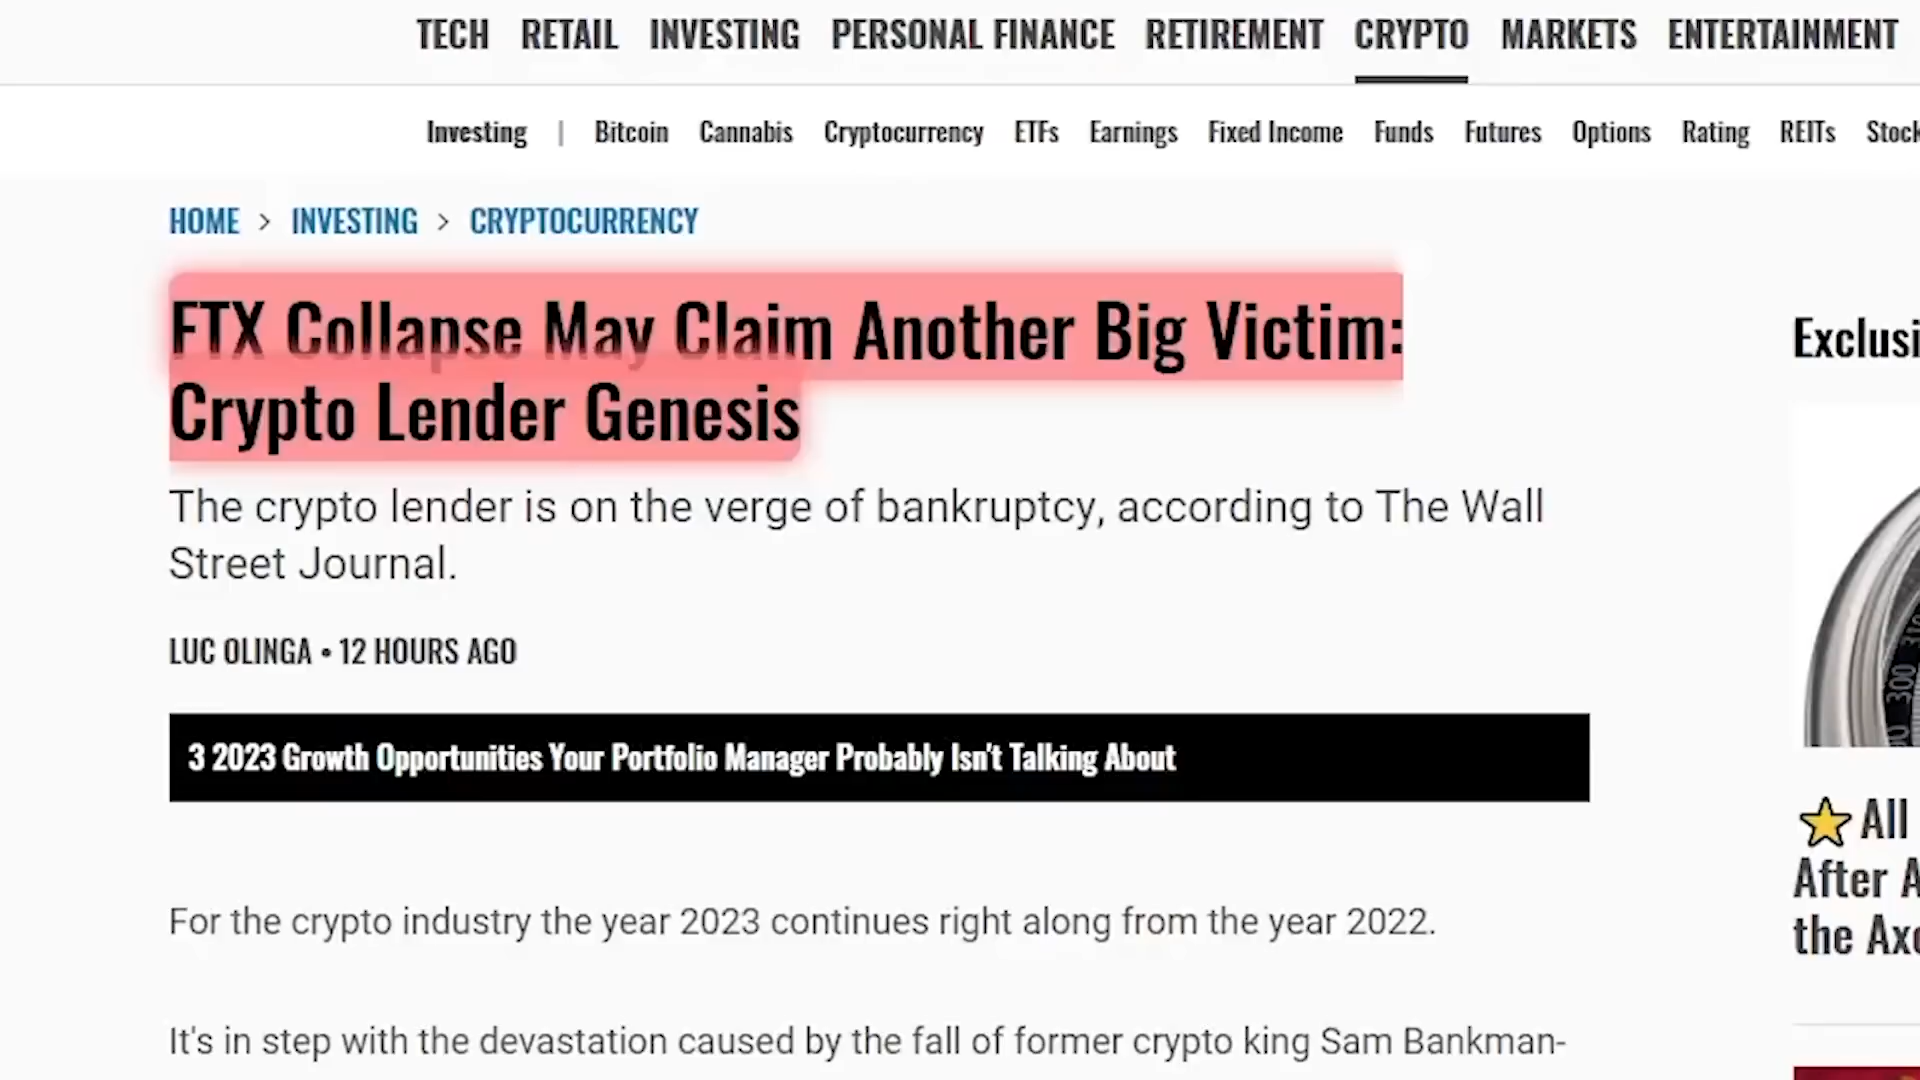 TECH RETAIL INVESTING PERSONAL FINANCE RETIREMENT CRYPTO MARKETS ENTERTAINMENT
Investing | Bitcoin Cannabis Cryptocurrency ETFs Earnings Fixed Income Funds Futures Options Rating REITs Stock
HOME > INVESTING > CRYPTOCURRENCY
FTX Collapse May Claim Another Big Victim:
Crypto Lender Genesis
The crypto lender is on the verge of bankruptcy, according to The Wall
Street Journal.
LUC OLINGA • 12 HOURS AGO
3 2023 Growth Opportunities Your Portfolio Manager Probably Isn't Talking About
For the crypto industry the year 2023 continues right along from the year 2022.
It's in step with the devastation caused by the fall of former crypto king Sam Bankman-
Exclusi
310
300
All
After A
the Axe